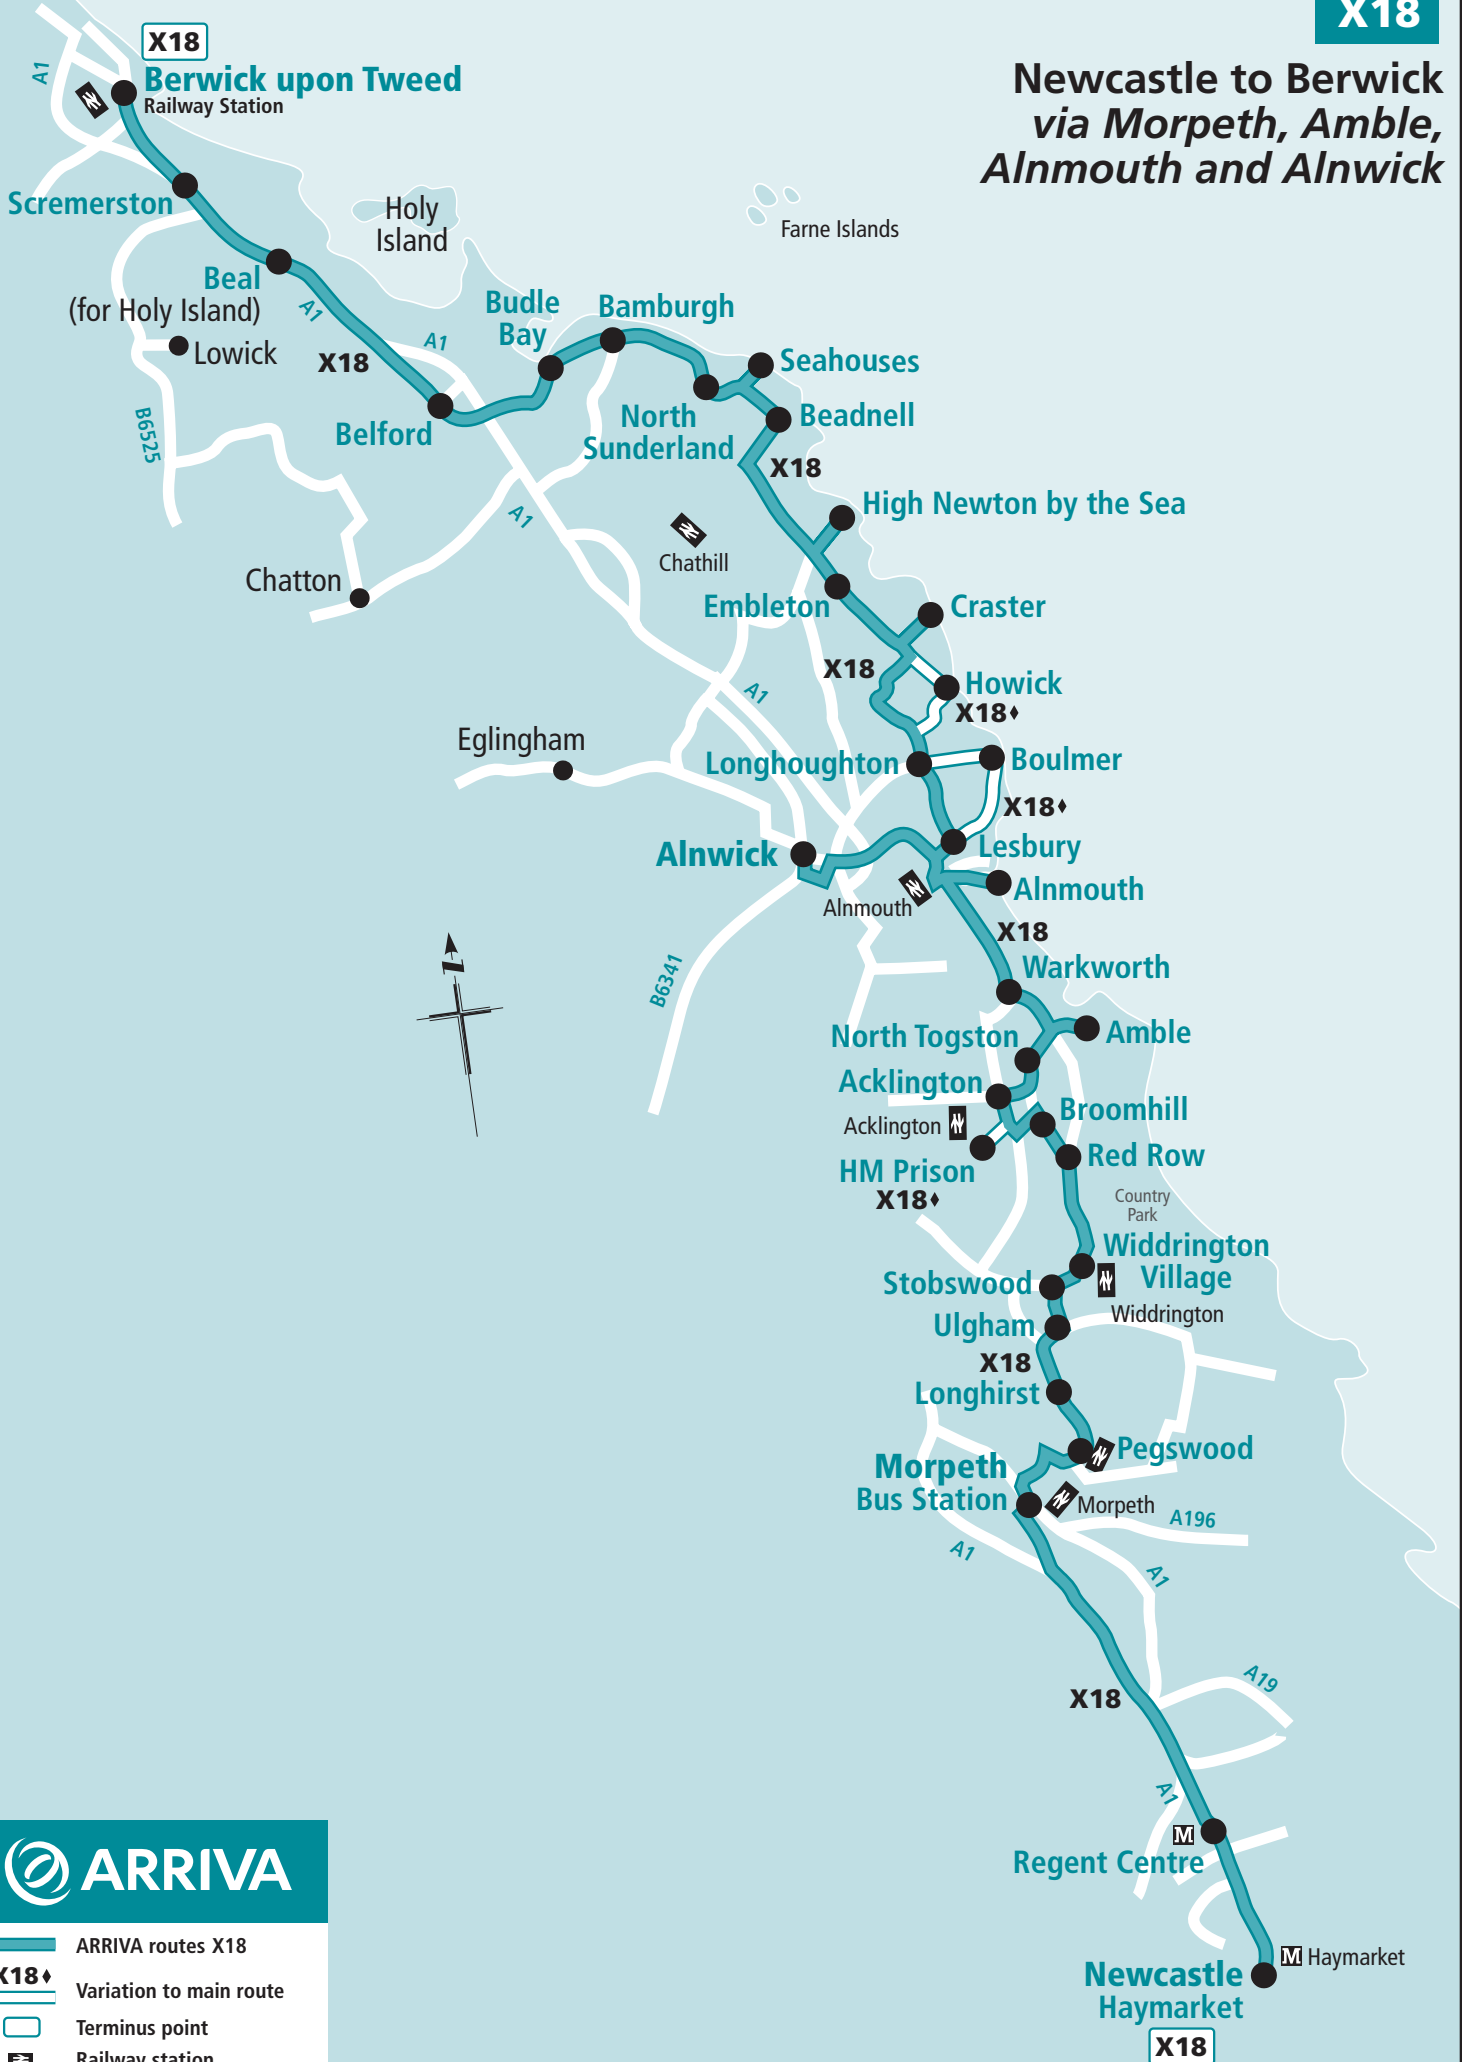 X18
Newcastle to Berwick
via Morpeth, Amble,
Alnmouth and Alnwick
X18
Berwick upon Tweed
Railway Station
A1
Scremerston
Holy
Island
Farne Islands
Beal
(for Holy Island)
A1
Lowick
X18
A1
Budle
Bay
Bamburgh
Seahouses
B6525
Belford
North
Sunderland
Beadnell
X18
A1
High Newton by the Sea
Chathill
Chatton
Embleton
Craster
X18
A1
Howick
X18♦
Eglingham
Longhoughton
Boulmer
X18♦
Alnwick
Lesbury
Alnmouth
Alnmouth
X18
B6341
Warkworth
North Togston
Amble
Acklington
Broomhill
Acklington
HM Prison
X18♦
Red Row
Country
Park
Widdrington
Village
Stobswood
Widdrington
Ulgham
X18
Longhirst
Pegswood
Morpeth
Bus Station
Morpeth
A196
A1
A1
X18
A19
A1
M
Regent Centre
M Haymarket
Newcastle
Haymarket
X18
ARRIVA
ARRIVA routes X18
X18♦
Variation to main route
Terminus point
Railway station